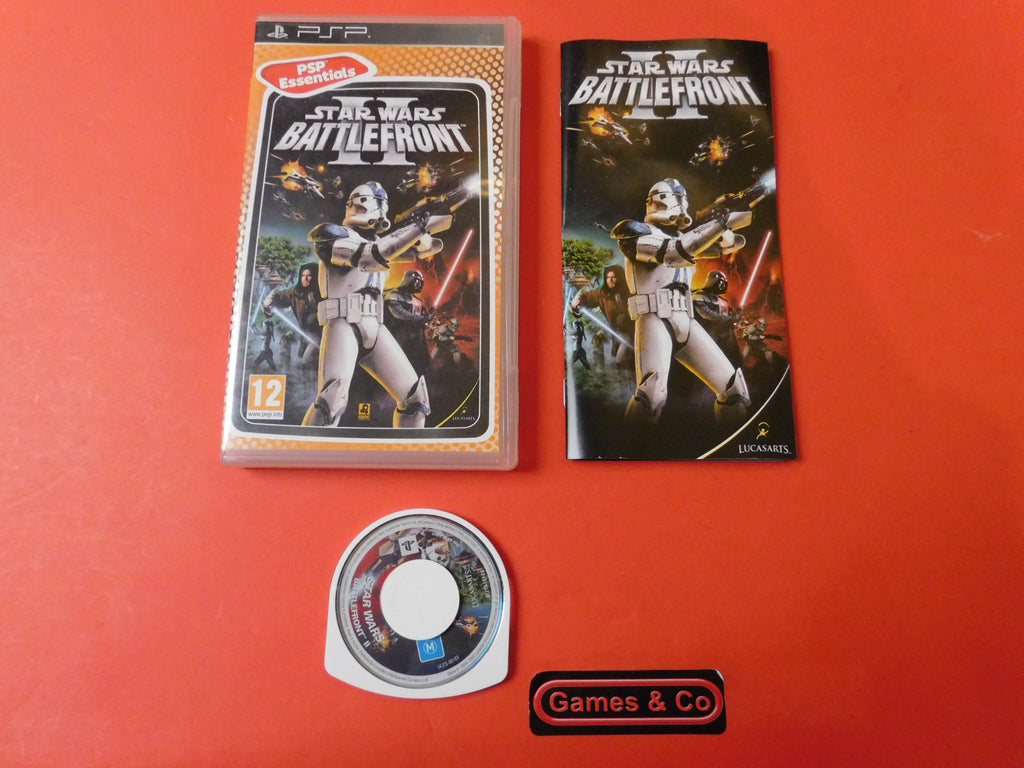 PSP
PSP
Essentials
II
STAR WARS
BATTLEFRONT
12
www.pegi.info
LUCASARTS
II
STAR WARS
BATTLEFRONT
LUCASARTS
STAR WARS
BATTLEFRONT II
M
Games & Co